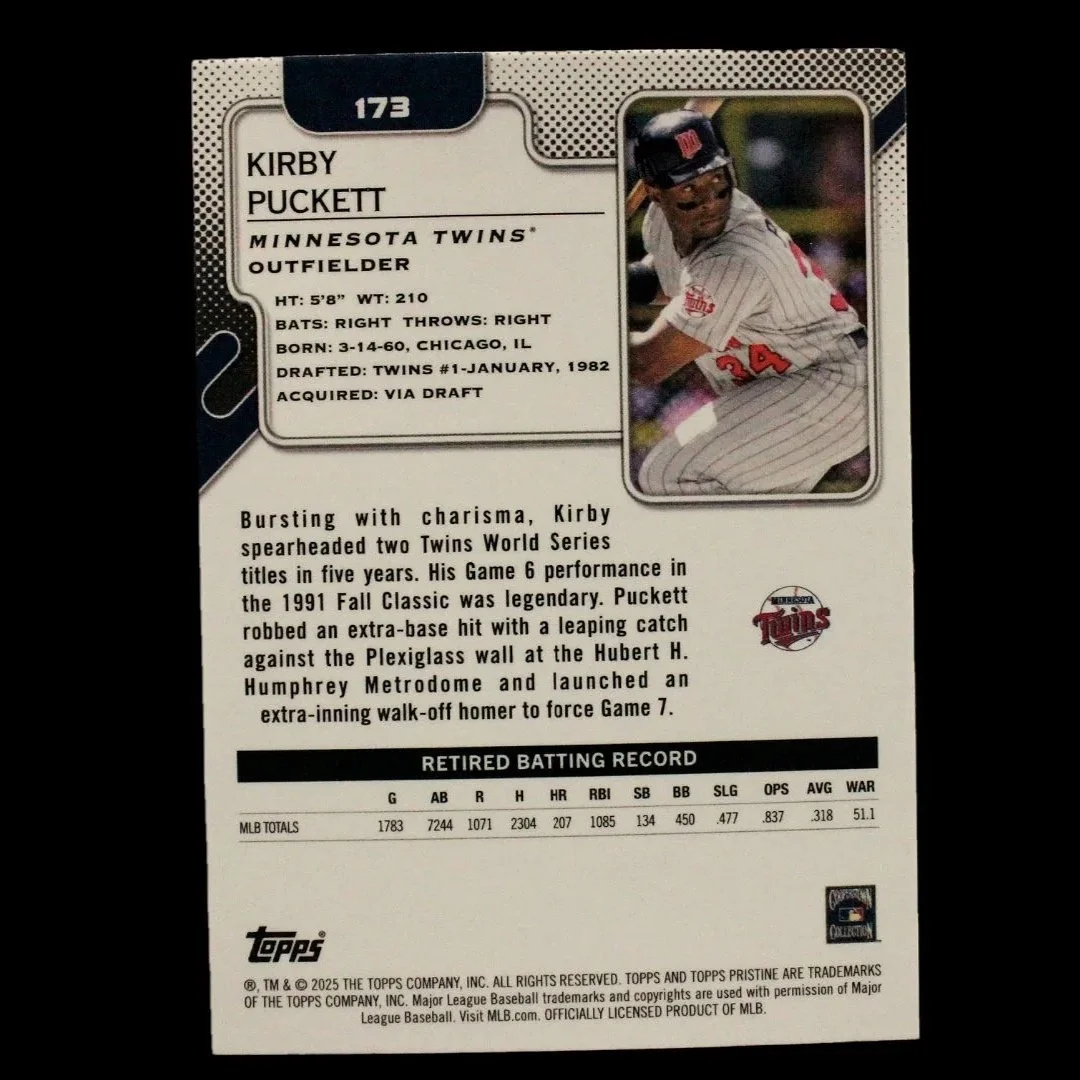 173
KIRBY
PUCKETT
MINNESOTA TWINS®
OUTFIELDER
HT: 5'8" WT: 210
BATS: RIGHT THROWS: RIGHT
BORN: 3-14-60, CHICAGO, IL
DRAFTED: TWINS #1-JANUARY, 1982
ACQUIRED: VIA DRAFT
Twins
34
Bursting with charisma, Kirby
spearheaded two Twins World Series
titles in five years. His Game 6 performance in
the 1991 Fall Classic was legendary. Puckett
robbed an extra-base hit with a leaping catch
against the Plexiglass wall at the Hubert H.
Humphrey Metrodome and launched an
extra-inning walk-off homer to force Game 7.
MINNESOTA
Twins
RETIRED BATTING RECORD
G AB R H HR RBI SB BB SLG OPS AVG WAR
MLB TOTALS 1783 7244 1071 2304 207 1085 134 450 .477 .837 .318 51.1
COOPERSTOWN
COLLECTION
TOPPS®
®, TM & © 2025 THE TOPPS COMPANY, INC. ALL RIGHTS RESERVED. TOPPS AND TOPPS PRISTINE ARE TRADEMARKS
OF THE TOPPS COMPANY, INC. Major League Baseball trademarks and copyrights are used with permission of Major
League Baseball. Visit MLB.com. OFFICIALLY LICENSED PRODUCT OF MLB.